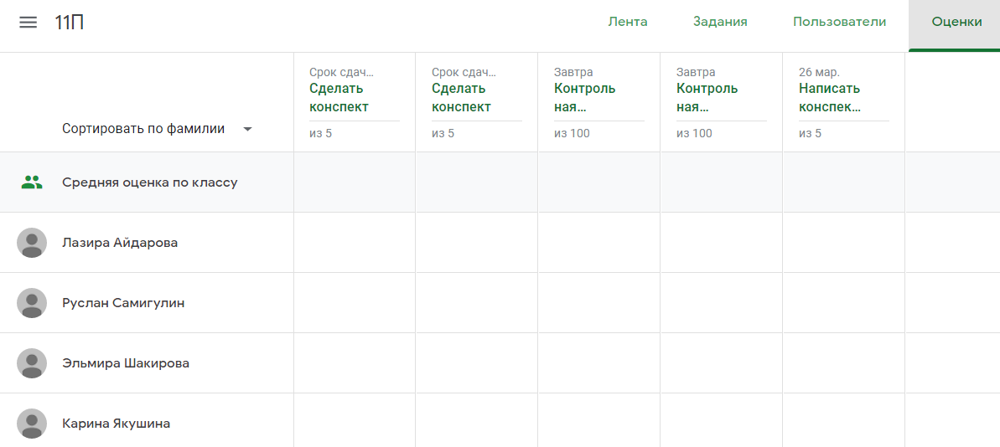 11П
Лента
Задания
Пользователи
Оценки
Сортировать по фамилии
Срок сдач...
Сделать
конспект
из 5
Срок сдач...
Сделать
конспект
из 5
Завтра
Контроль
ная...
из 100
Завтра
Контроль
ная...
из 100
26 мар.
Написать
конспек...
из 5
Средняя оценка по классу
Лазира Айдарова
Руслан Самигулин
Эльмира Шакирова
Карина Якушина